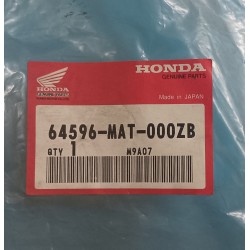 HONDA
HONDA
GENUINE PARTS
Made in JAPAN
64596-MAT-000ZB
QTY 1 M9A07